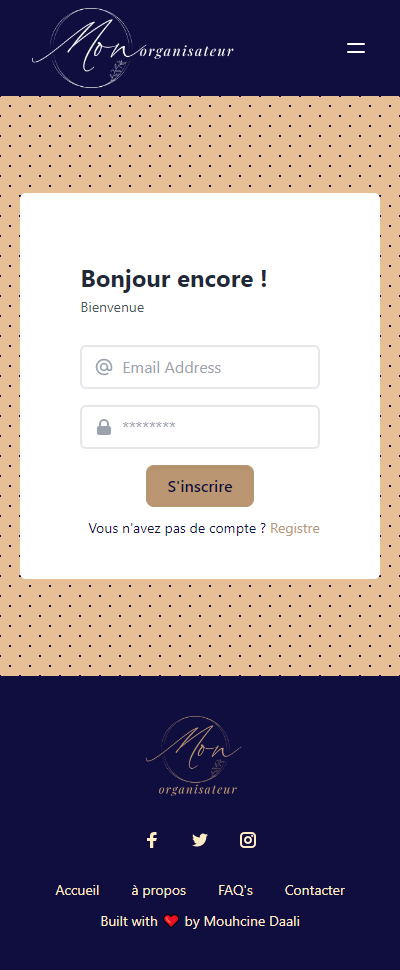 Mon organisateur
Bonjour encore !
Bienvenue
Email Address
********
S'inscrire
Vous n'avez pas de compte ? Registre
Mon
organisateur
Accueil à propos FAQ's Contacter
Built with ❤ by Mouhcine Daali